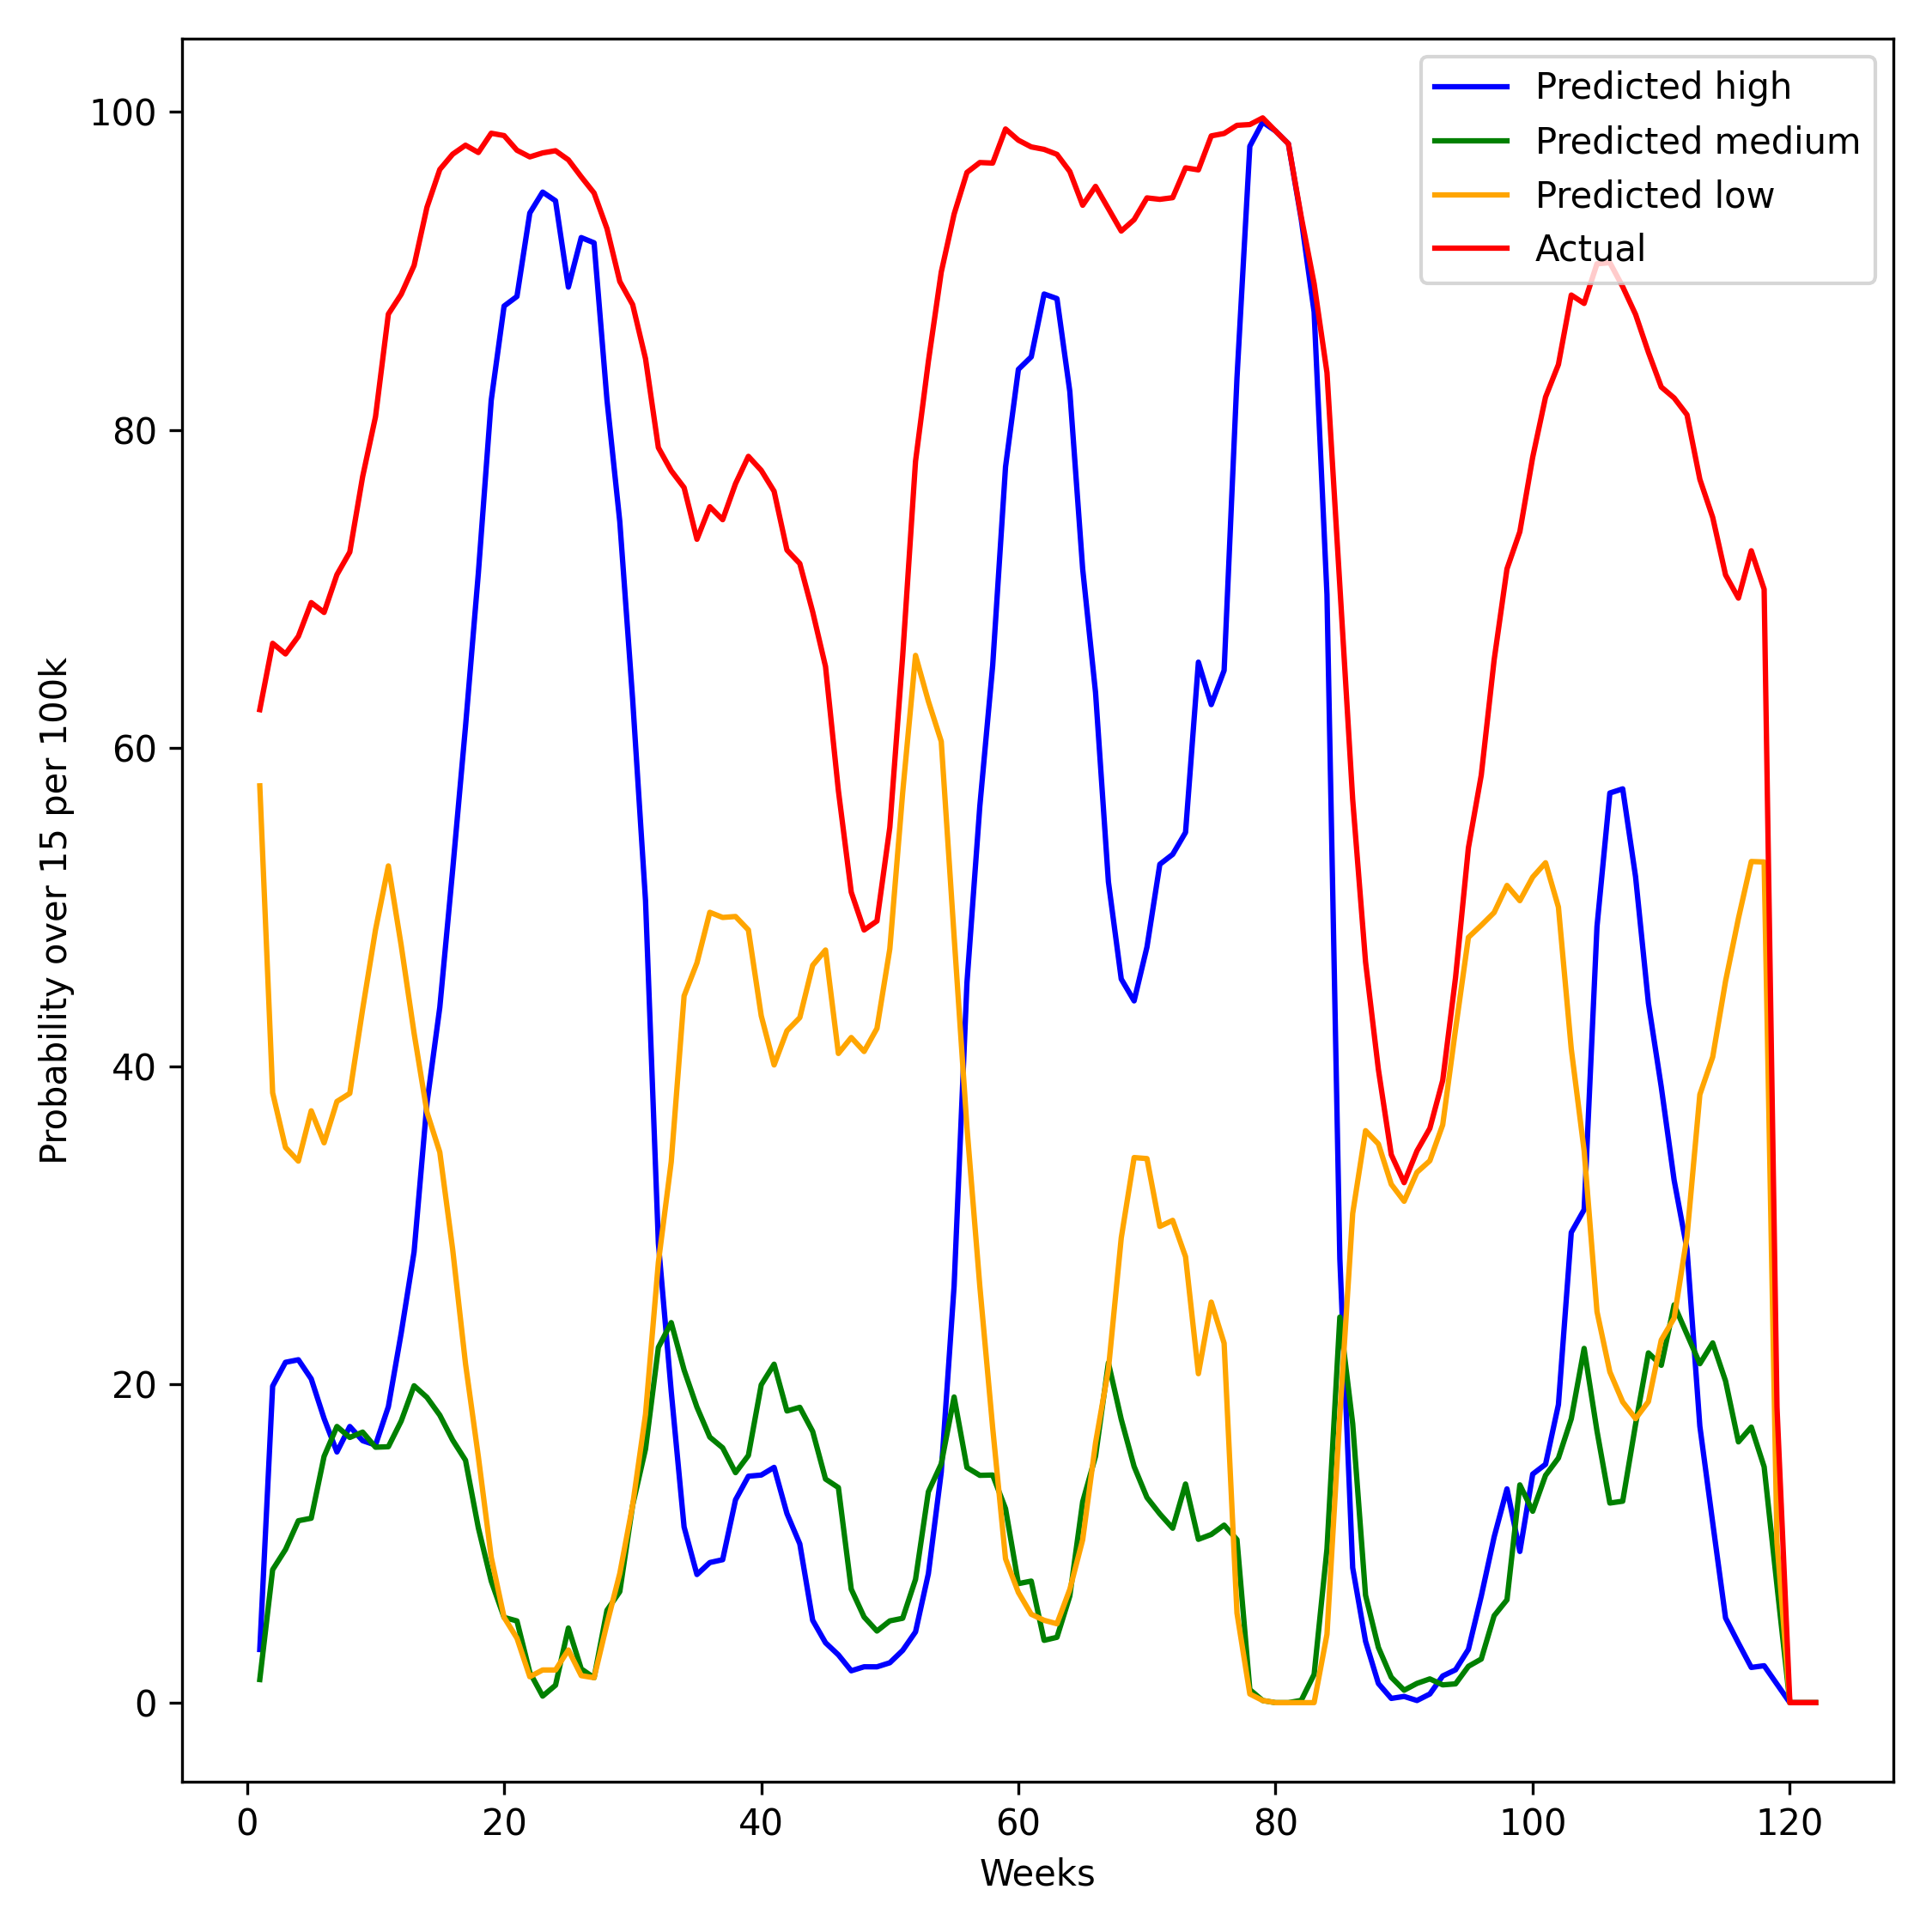 Predicted high
Predicted medium
Predicted low
Actual
100
80
60
40
20
0
Probability over 15 per 100k
0 20 40 60 80 100 120
Weeks